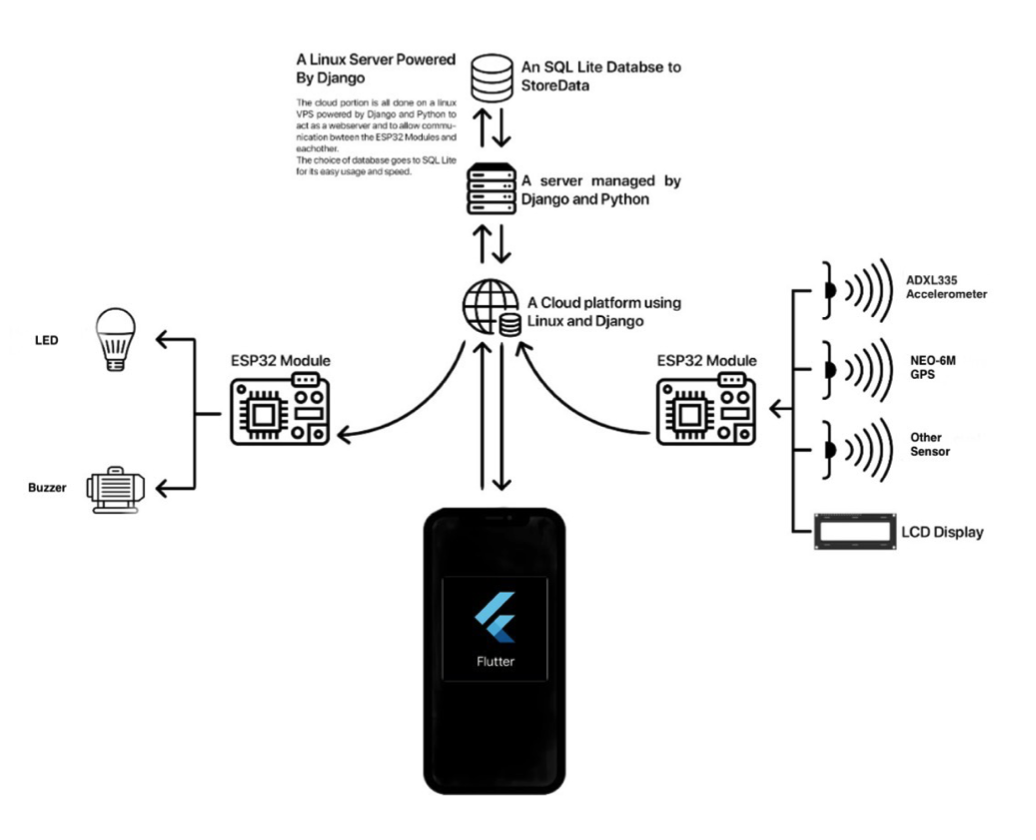 A Linux Server Powered
By Django
The cloud portion is all done on a linux
VPS powered by Django and Python to
act as a webserver and to allow commu-
nication bwteen the ESP32 Modules and
eachother.
The choice of database goes to SQL Lite
for its easy usage and speed.
An SQL Lite Databse to
StoreData
A server managed by
Django and Python
A Cloud platform using
Linux and Django
LED
Buzzer
ESP32 Module
ESP32 Module
ADXL335
Accelerometer
NEO-6M
GPS
Other
Sensor
LCD Display
Flutter